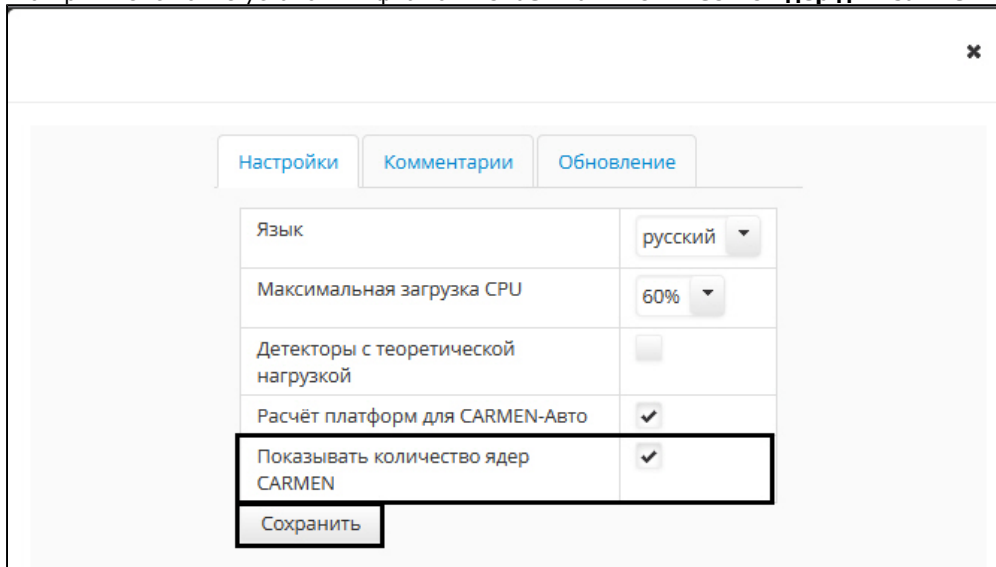 Настройки
Комментарии
Обновление
Язык
русский
Максимальная загрузка CPU
60%
Детекторы с теоретической
нагрузкой
Расчёт платформ для CARMEN-Авто
Показывать количество ядер
CARMEN
Сохранить